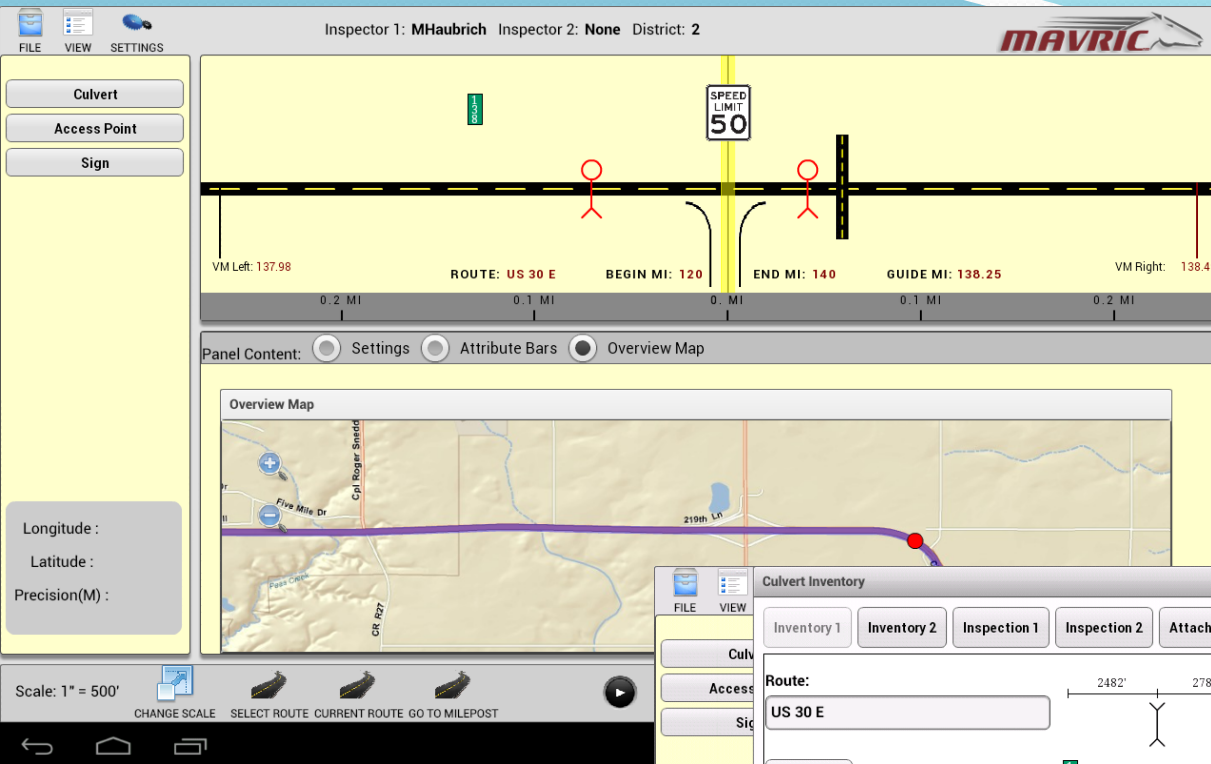 Inspector 1: MHaubrich Inspector 2: None District: 2
MAVRIC
FILE VIEW SETTINGS
Culvert
Access Point
Sign
138
SPEED
LIMIT
50
VM Left: 137.98
ROUTE: US 30 E BEGIN MI: 120 END MI: 140 GUIDE MI: 138.25
VM Right: 138.4
0.2 MI 0.1 MI 0. MI 0.1 MI 0.2 MI
Panel Content: Settings Attribute Bars Overview Map
Overview Map
Cpl Roger Snedd
Five Mile Dr
219th Ln
CR R27
Longitude :
Latitude :
Precision(M) :
Scale: 1" = 500'
CHANGE SCALE SELECT ROUTE CURRENT ROUTE GO TO MILEPOST
FILE VIEW
Culv
Access
Sig
Culvert Inventory
Inventory 1 Inventory 2 Inspection 1 Inspection 2 Attach
Route:
US 30 E
2482' 278